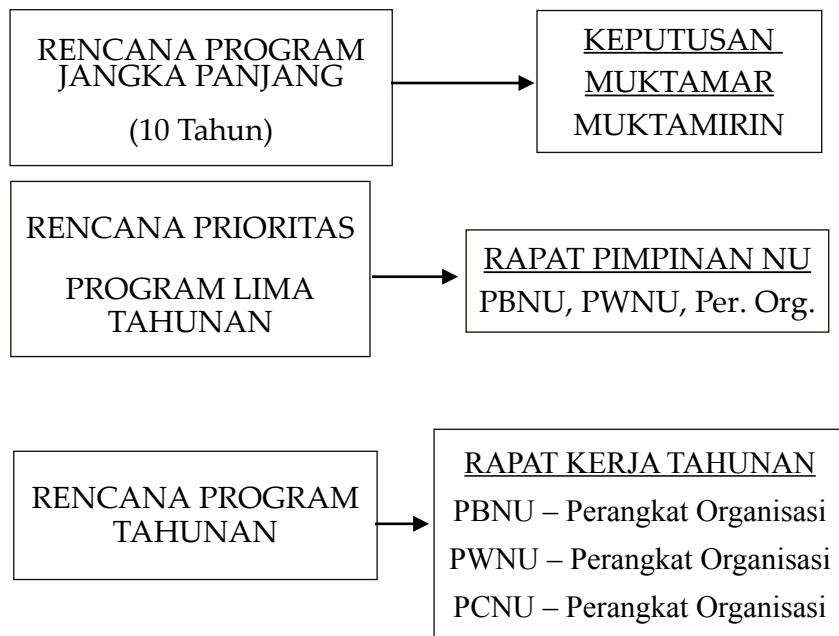 RENCANA PROGRAM
JANGKA PANJANG
(10 Tahun)
KEPUTUSAN
MUKTAMAR
MUKTAMIRIN
RENCANA PRIORITAS
PROGRAM LIMA
TAHUNAN
RAPAT PIMPINAN NU
PBNU, PWNU, Per. Org.
RENCANA PROGRAM
TAHUNAN
RAPAT KERJA TAHUNAN
PBNU – Perangkat Organisasi
PWNU – Perangkat Organisasi
PCNU – Perangkat Organisasi